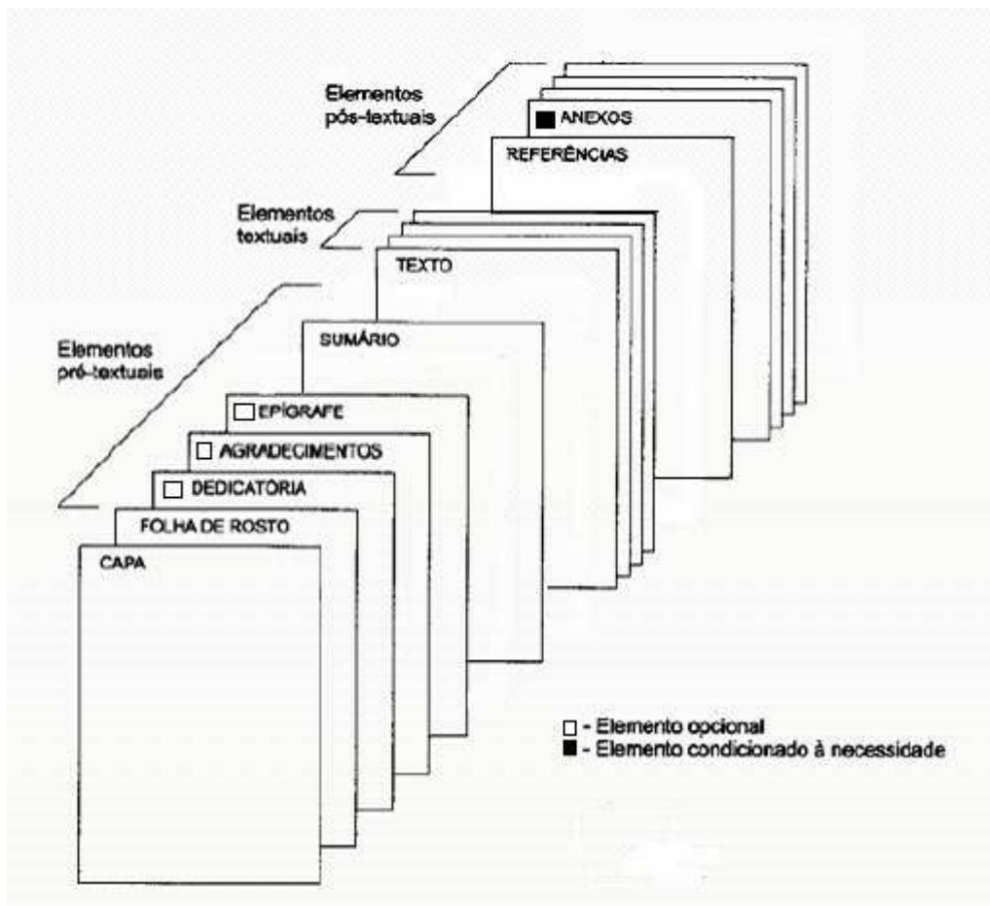 Elementos
pós-textuais
ANEXOS
REFERÊNCIAS
Elementos
textuais
TEXTO
SUMÁRIO
Elementos
pré-textuais
EPÍGRAFE
AGRADECIMENTOS
DEDICATÓRIA
FOLHA DE ROSTO
CAPA
- Elemento opcional
- Elemento condicionado à necessidade